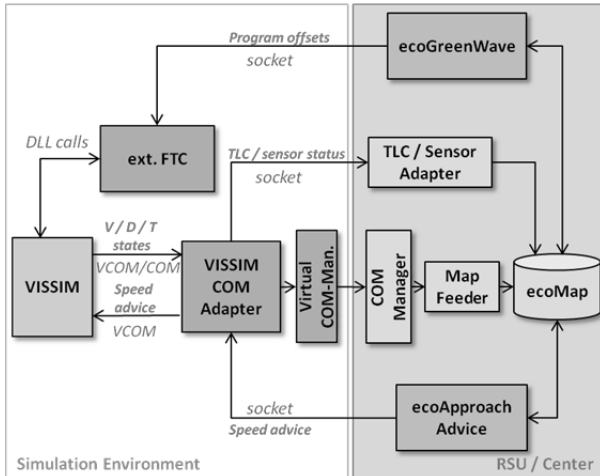 Program offsets
socket
ecoGreenWave
DLL calls
ext. FTC
TLC / sensor status
socket
TLC / Sensor
Adapter
V / D / T
states
VCOM/COM
VISSIM
Speed
advice
VCOM
VISSIM
COM
Adapter
Virtual
COM-Man.
COM
Manager
Map
Feeder
ecoMap
socket
Speed advice
ecoApproach
Advice
Simulation Environment
RSU / Center